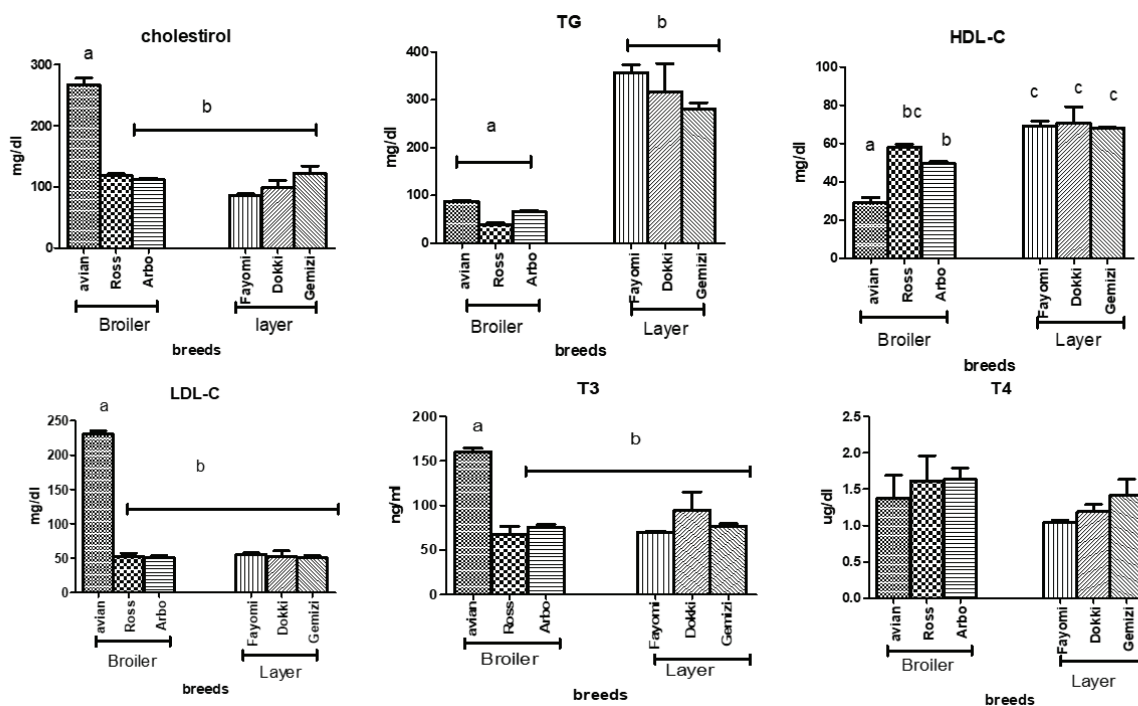 cholestirol
a
b
mg/dl
300
200
100
0
avian
Ross
Arbo
Fayomi
Dokki
Gemizi
Broiler
layer
breeds
TG
b
a
mg/dl
400
300
200
100
0
avian
Ross
Arbo
Fayomi
Dokki
Gemizi
Broiler
Layer
breeds
HDL-C
c c c
bc
b
a
mg/dl
100
80
60
40
20
0
avian
Ross
Arbo
Fayomi
Dokki
Gemizi
Broiler
Layer
breeds
LDL-C
a
b
mg/dl
250
200
150
100
50
0
avian
Ross
Arbo
Fayomi
Dokki
Gemizi
Broiler
Layer
breeds
T3
a
b
ng/ml
200
150
100
50
0
avian
Ross
Arbo
Fayomi
Dokki
Gemizi
Broiler
Layer
breeds
T4
ug/dl
2.5
2.0
1.5
1.0
0.5
0.0
avian
Ross
Arbo
Fayomi
Dokki
Gemizi
Broiler
Layer
breeds